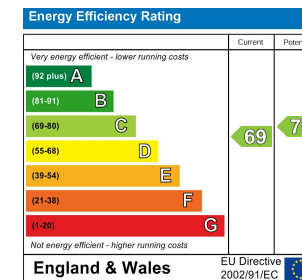 Energy Efficiency Rating
Current
Very energy efficient - lower running costs
(92 plus) A
(81-91) B
(69-80) C
(55-68) D
(39-54) E
(21-38) F
(1-20) G
69
7
Not energy efficient - higher running costs
England & Wales
EU Directive
2002/91/EC